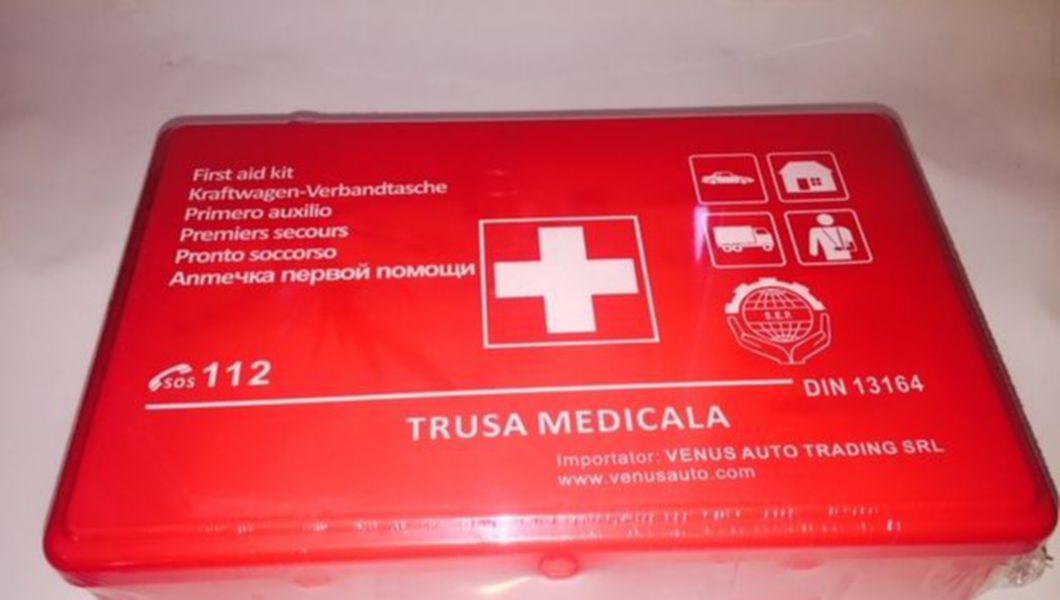 First aid kit
Kraftwagen-Verbandtasche
Primero auxilio
Premiers secours
Pronto soccorso
Аптечка первой помощи
S.E.P.
SOS 112
DIN 13164
TRUSA MEDICALA
Importator: VENUS AUTO TRADING SRL
www.venusauto.com